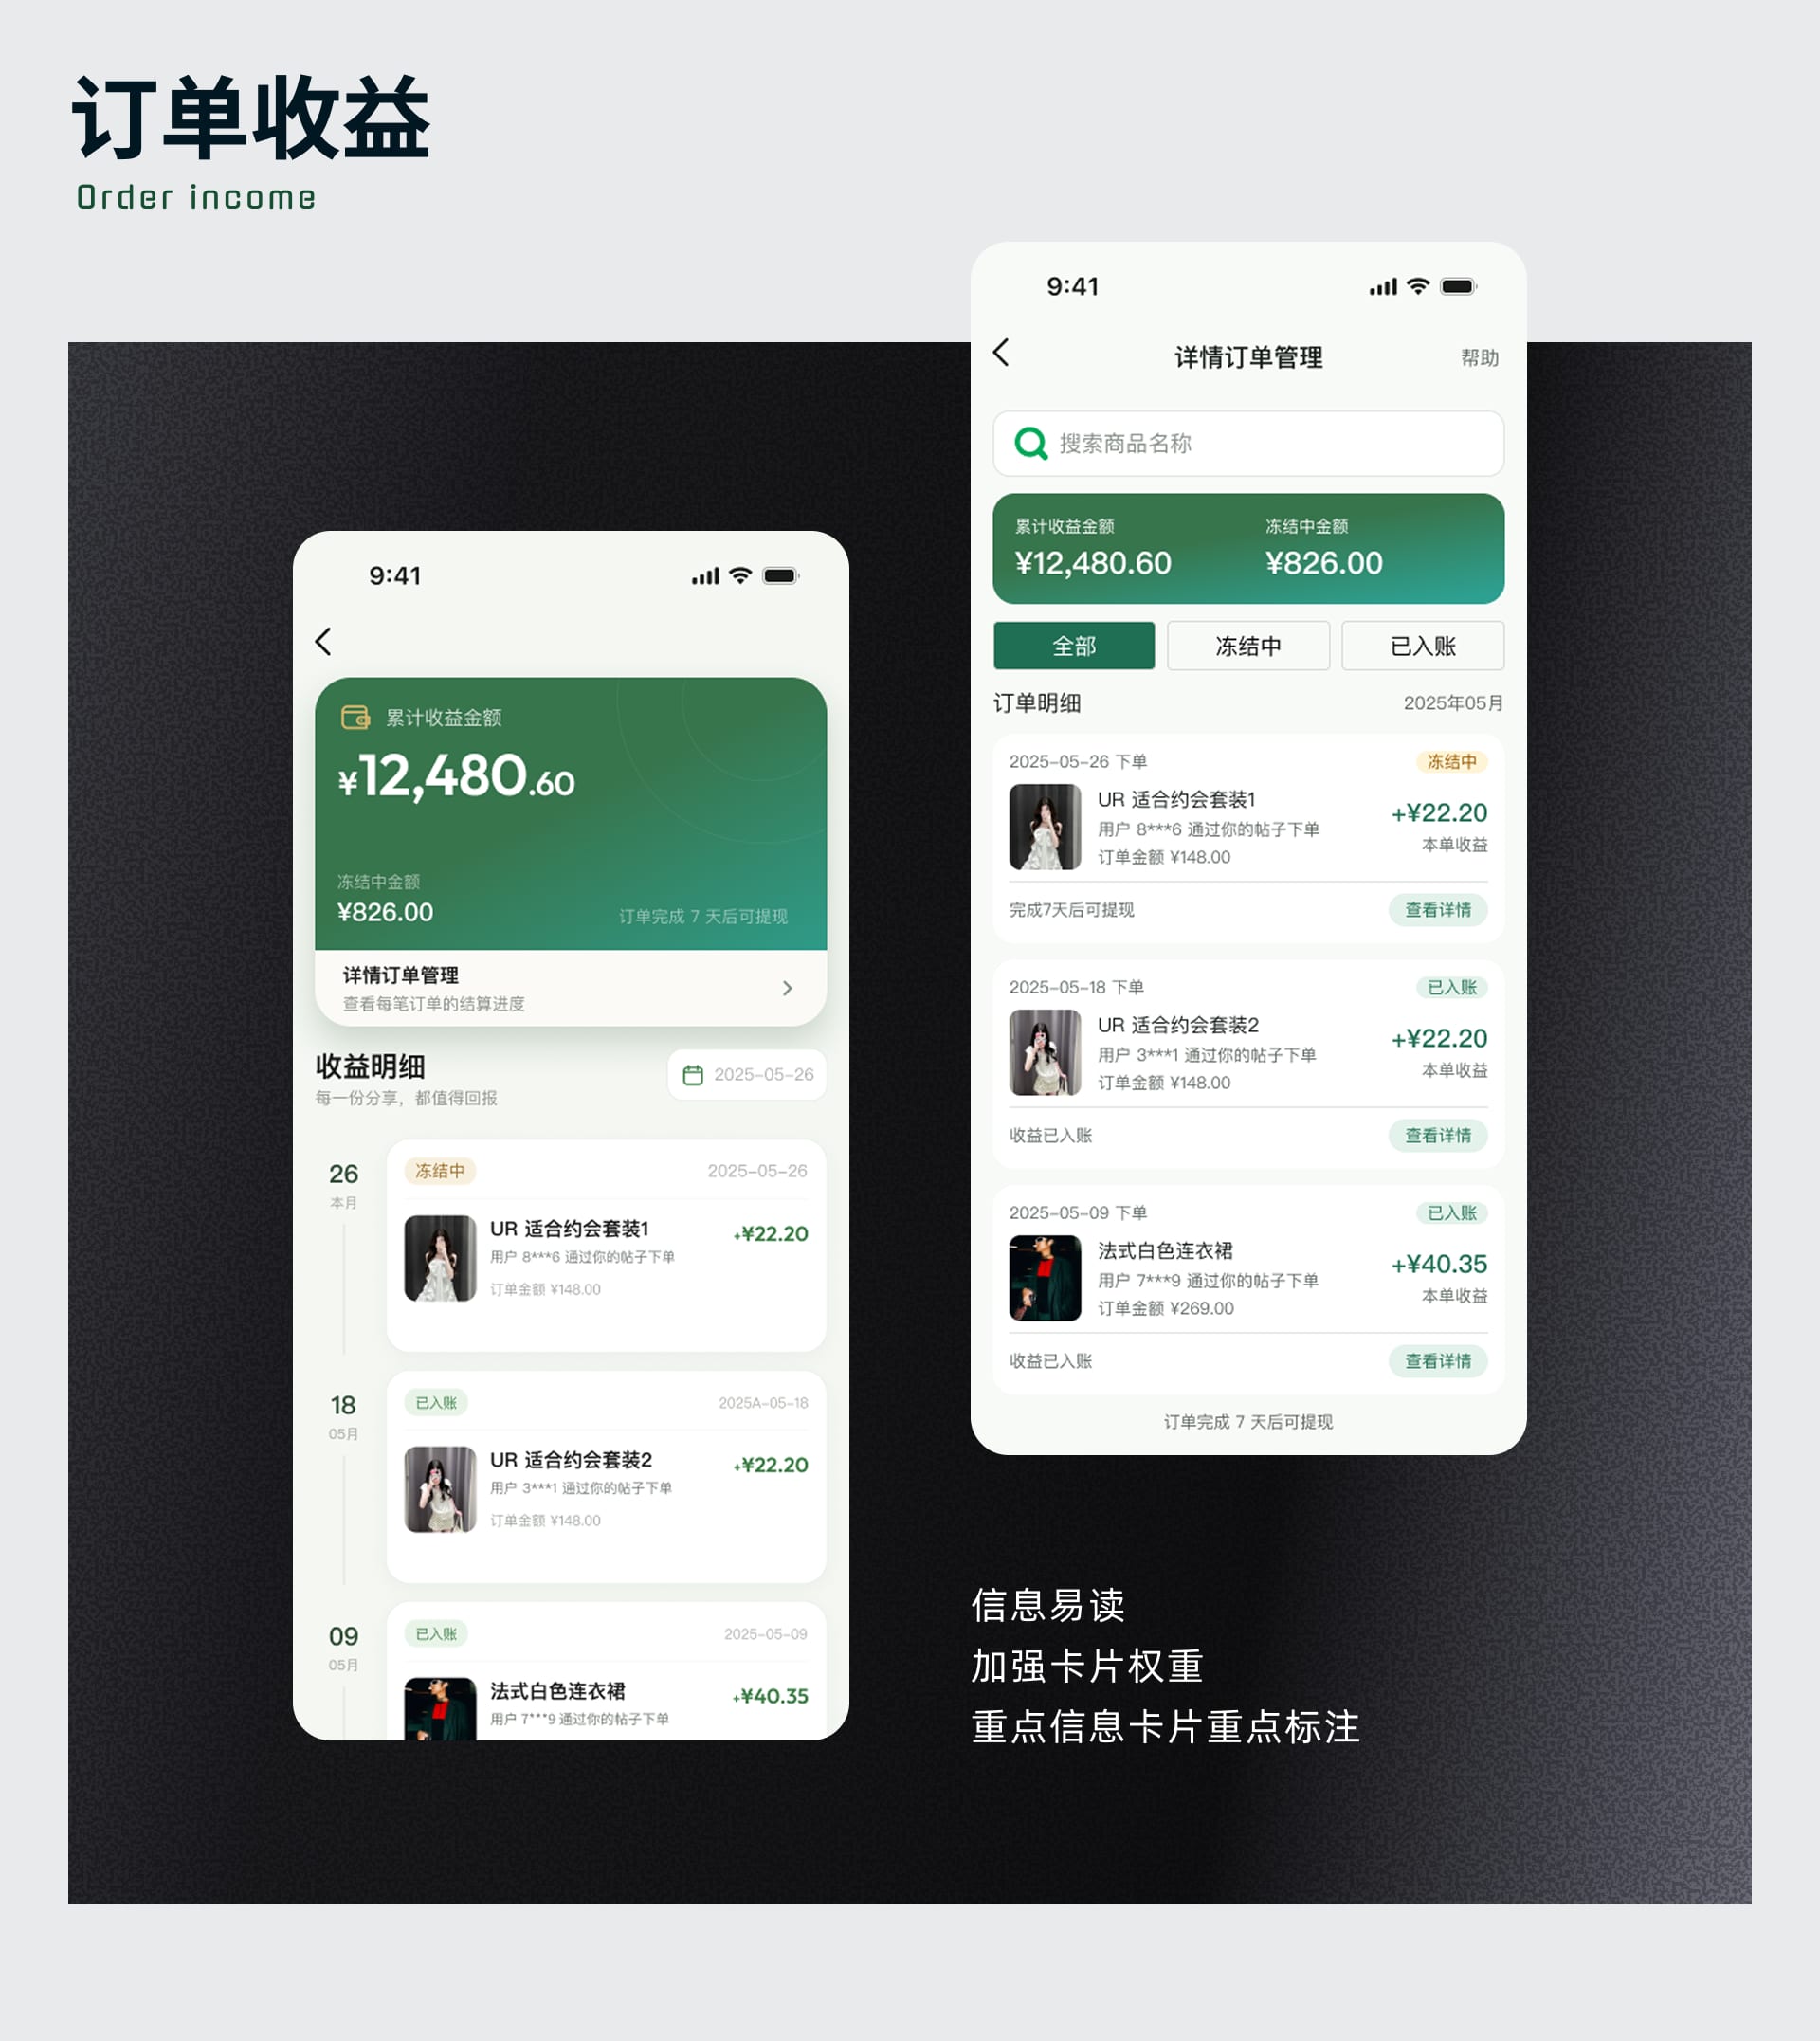 订单收益
Order income
9:41
累计收益金额
¥12,480.60
冻结中金额
¥826.00
订单完成 7 天后可提现
详情订单管理
查看每笔订单的结算进度
收益明细
2025-05-26
每一份分享，都值得回报
26
本月
冻结中
2025-05-26
UR 适合约会套装1
+¥22.20
用户 8***6 通过你的帖子下单
订单金额 ¥148.00
18
05月
已入账
2025A-05-18
UR 适合约会套装2
+¥22.20
用户 3***1 通过你的帖子下单
订单金额 ¥148.00
09
05月
已入账
2025-05-09
法式白色连衣裙
+¥40.35
用户 7***9 通过你的帖子下单
9:41
详情订单管理
帮助
搜索商品名称
累计收益金额
冻结中金额
¥12,480.60
¥826.00
全部
冻结中
已入账
订单明细
2025年05月
2025-05-26 下单
冻结中
UR 适合约会套装1
用户 8***6 通过你的帖子下单
订单金额 ¥148.00
+¥22.20
本单收益
完成7天后可提现
查看详情
2025-05-18 下单
已入账
UR 适合约会套装2
用户 3***1 通过你的帖子下单
订单金额 ¥148.00
+¥22.20
本单收益
收益已入账
查看详情
2025-05-09 下单
已入账
法式白色连衣裙
用户 7***9 通过你的帖子下单
订单金额 ¥269.00
+¥40.35
本单收益
收益已入账
查看详情
订单完成 7 天后可提现
信息易读
加强卡片权重
重点信息卡片重点标注